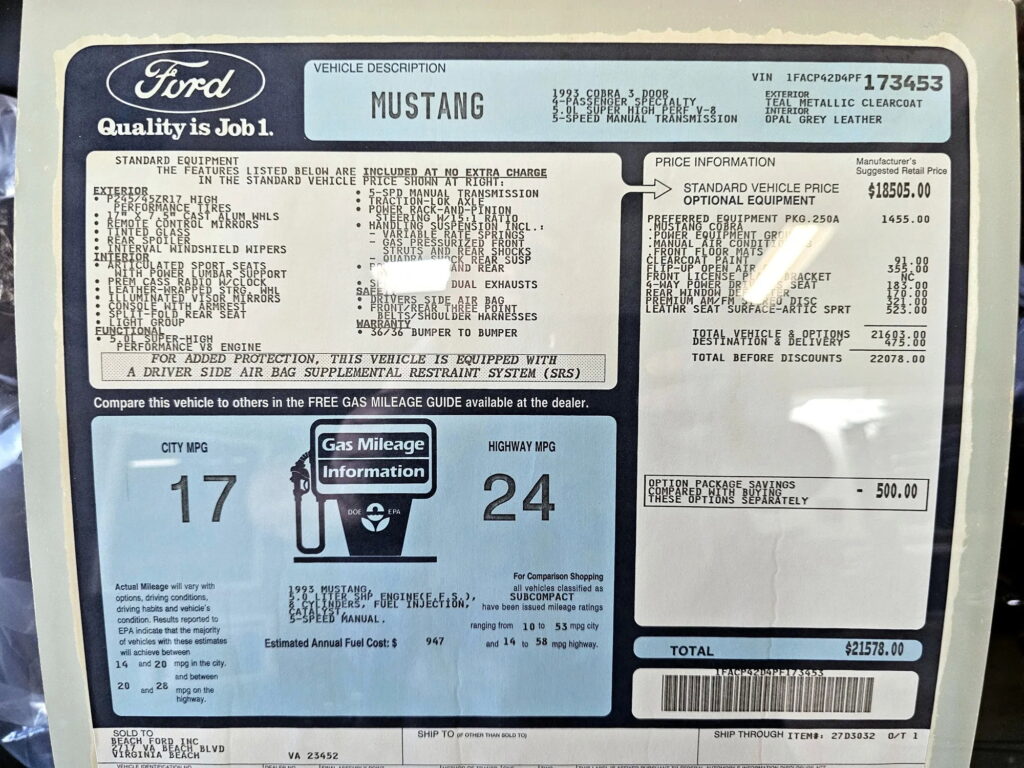 Ford
Quality is Job 1.
VEHICLE DESCRIPTION
MUSTANG
1993 COBRA 3 DOOR
4-PASSENGER SPECIALTY
5.0L SUPER HIGH PERF V-8
5-SPEED MANUAL TRANSMISSION
VIN 1FACP42D4PF173453
EXTERIOR
TEAL METALLIC CLEARCOAT
INTERIOR
OPAL GREY LEATHER
STANDARD EQUIPMENT
THE FEATURES LISTED BELOW ARE INCLUDED AT NO EXTRA CHARGE
IN THE STANDARD VEHICLE PRICE SHOWN AT RIGHT:
EXTERIOR
• P245/45ZR17 HIGH
PERFORMANCE TIRES
• 17" X 7.5" CAST ALUM WHLS
• REMOTE CONTROL MIRRORS
• TINTED GLASS
• REAR SPOILER
• INTERVAL WINDSHIELD WIPERS
INTERIOR
• ARTICULATED SPORT SEATS
WITH POWER LUMBAR SUPPORT
• PREM CASS RADIO W/CLOCK
• LEATHER-WRAPPED STRG. WHL
• ILLUMINATED VISOR MIRRORS
• CONSOLE WITH ARMREST
• SPLIT-FOLD REAR SEAT
• LIGHT GROUP
FUNCTIONAL
• 5.0L SUPER-HIGH
PERFORMANCE V8 ENGINE
• 5-SPD MANUAL TRANSMISSION
• TRACTION-LOK AXLE
• POWER RACK-AND-PINION
STEERING W/15:1 RATIO
• HANDLING SUSPENSION INCL.:
- VARIABLE RATE SPRINGS
- GAS PRESSURIZED FRONT
STRUTS AND REAR SHOCKS
- QUADRA SHOCK REAR SUSP
AND REAR
DUAL EXHAUSTS
• DRIVERS SIDE AIR BAG
• FRONT/REAR THREE POINT
BELTS/SHOULDER HARNESSES
WARRANTY
• 36/36 BUMPER TO BUMPER
FOR ADDED PROTECTION, THIS VEHICLE IS EQUIPPED WITH
A DRIVER SIDE AIR BAG SUPPLEMENTAL RESTRAINT SYSTEM (SRS)
PRICE INFORMATION
Manufacturer's
Suggested Retail Price
STANDARD VEHICLE PRICE $18505.00
OPTIONAL EQUIPMENT
PREFERRED EQUIPMENT PKG.250A 1455.00
.MUSTANG COBRA
.POWER EQUIPMENT
.MANUAL AIR
.FRONT FLOOR MATS
CLEARCOAT PAINT 91.00
FLIP-UP OPEN AIR 355.00
FRONT LICENSE BRACKET NC
4-WAY POWER SEAT 183.00
REAR WINDOW 170.00
PREMIUM AM/FM DISC 321.00
LEATHR SEAT SURFACE-ARTIC SPRT 523.00
TOTAL VEHICLE & OPTIONS 21603.00
DESTINATION & DELIVERY 475.00
TOTAL BEFORE DISCOUNTS 22078.00
OPTION PACKAGE SAVINGS
COMPARED WITH BUYING
THESE OPTIONS SEPARATELY - 500.00
TOTAL $21578.00
1FACP42D4PF173453
Compare this vehicle to others in the FREE GAS MILEAGE GUIDE available at the dealer.
CITY MPG
17
Gas Mileage
Information
DOE EPA
HIGHWAY MPG
24
Actual Mileage will vary with
options, driving conditions,
driving habits and vehicle's
condition. Results reported to
EPA indicate that the majority
of vehicles with these estimates
will achieve between
14 and 20 mpg in the city.
and between
20 and 28 mpg on the
highway.
1993 MUSTANG,
5.0 LITER SHP ENGINE(F.F.S.),
8 CYLINDERS, FUEL INJECTION,
CATALYST,
5-SPEED MANUAL.
Estimated Annual Fuel Cost: $ 947
For Comparison Shopping
all vehicles classified as
SUBCOMPACT
have been issued mileage ratings
ranging from 10 to 53 mpg city
and 14 to 58 mpg highway.
SOLD TO
BEACH FORD INC
2717 VA BEACH BLVD
VIRGINIA BEACH VA 23452
SHIP TO (IF OTHER THAN SOLD TO)
SHIP THROUGH ITEM#: 27D3032 O/T 1